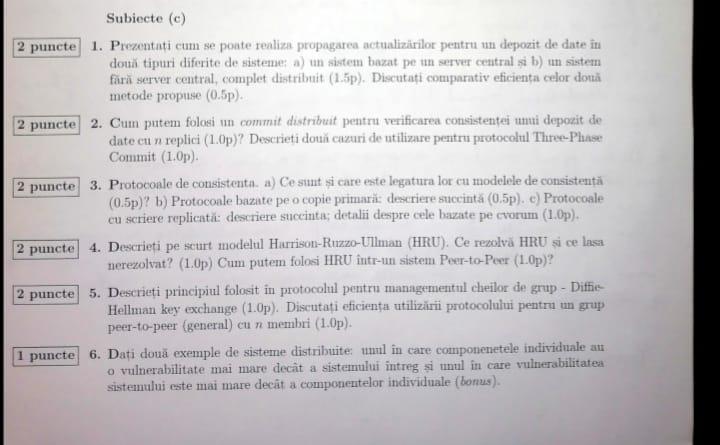 Subiecte (c)
2 puncte 1. Prezentați cum se poate realiza propagarea actualizărilor pentru un depozit de date în
două tipuri diferite de sisteme: a) un sistem bazat pe un server central și b) un sistem
fără server central, complet distribuit (1.5p). Discutați comparativ eficiența celor două
metode propuse (0.5p).
2 puncte 2. Cum putem folosi un commit distribuit pentru verificarea consistenței unui depozit de
date cu n replici (1.0p)? Descrieți două cazuri de utilizare pentru protocolul Three-Phase
Commit (1.0p).
2 puncte 3. Protocoale de consistenta. a) Ce sunt și care este legatura lor cu modelele de consistență
(0.5p)? b) Protocoale bazate pe o copie primară: descriere succintă (0.5p). c) Protocoale
cu scriere replicată: descriere succinta; detalii despre cele bazate pe cvorum (1.0p).
2 puncte 4. Descrieți pe scurt modelul Harrison-Ruzzo-Ullman (HRU). Ce rezolvă HRU și ce lasa
nerezolvat? (1.0p) Cum putem folosi HRU într-un sistem Peer-to-Peer (1.0p)?
2 puncte 5. Descrieți principiul folosit în protocolul pentru managementul cheilor de grup - Diffie-
Hellman key exchange (1.0p). Discutați eficiența utilizării protocolului pentru un grup
peer-to-peer (general) cu n membri (1.0p).
1 puncte 6. Dați două exemple de sisteme distribuite: unul în care componenetele individuale au
o vulnerabilitate mai mare decât a sistemului întreg și unul în care vulnerabilitatea
sistemului este mai mare decât a componentelor individuale (bonus).